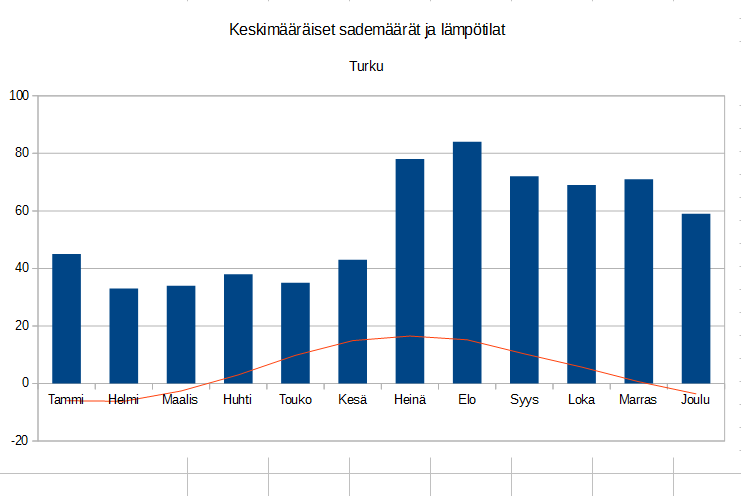 Keskimääräiset sademäärät ja lämpötilat
Turku
100
80
60
40
20
0
-20
Tammi Helmi Maalis Huhti Touko Kesä Heinä Elo Syys Loka Marras Joulu